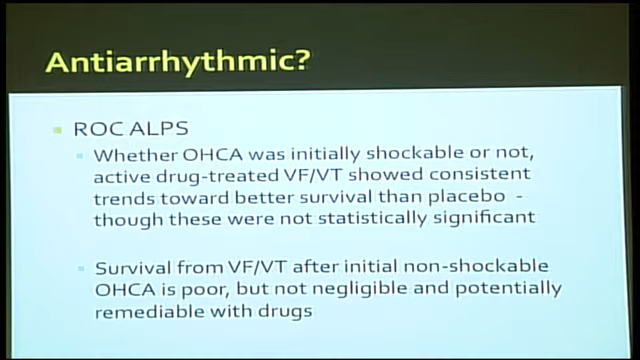 Antiarrhythmic?
ROC ALPS
Whether OHCA was initially shockable or not,
active drug-treated VF/VT showed consistent
trends toward better survival than placebo -
though these were not statistically significant
Survival from VF/VT after initial non-shockable
OHCA is poor, but not negligible and potentially
remediable with drugs